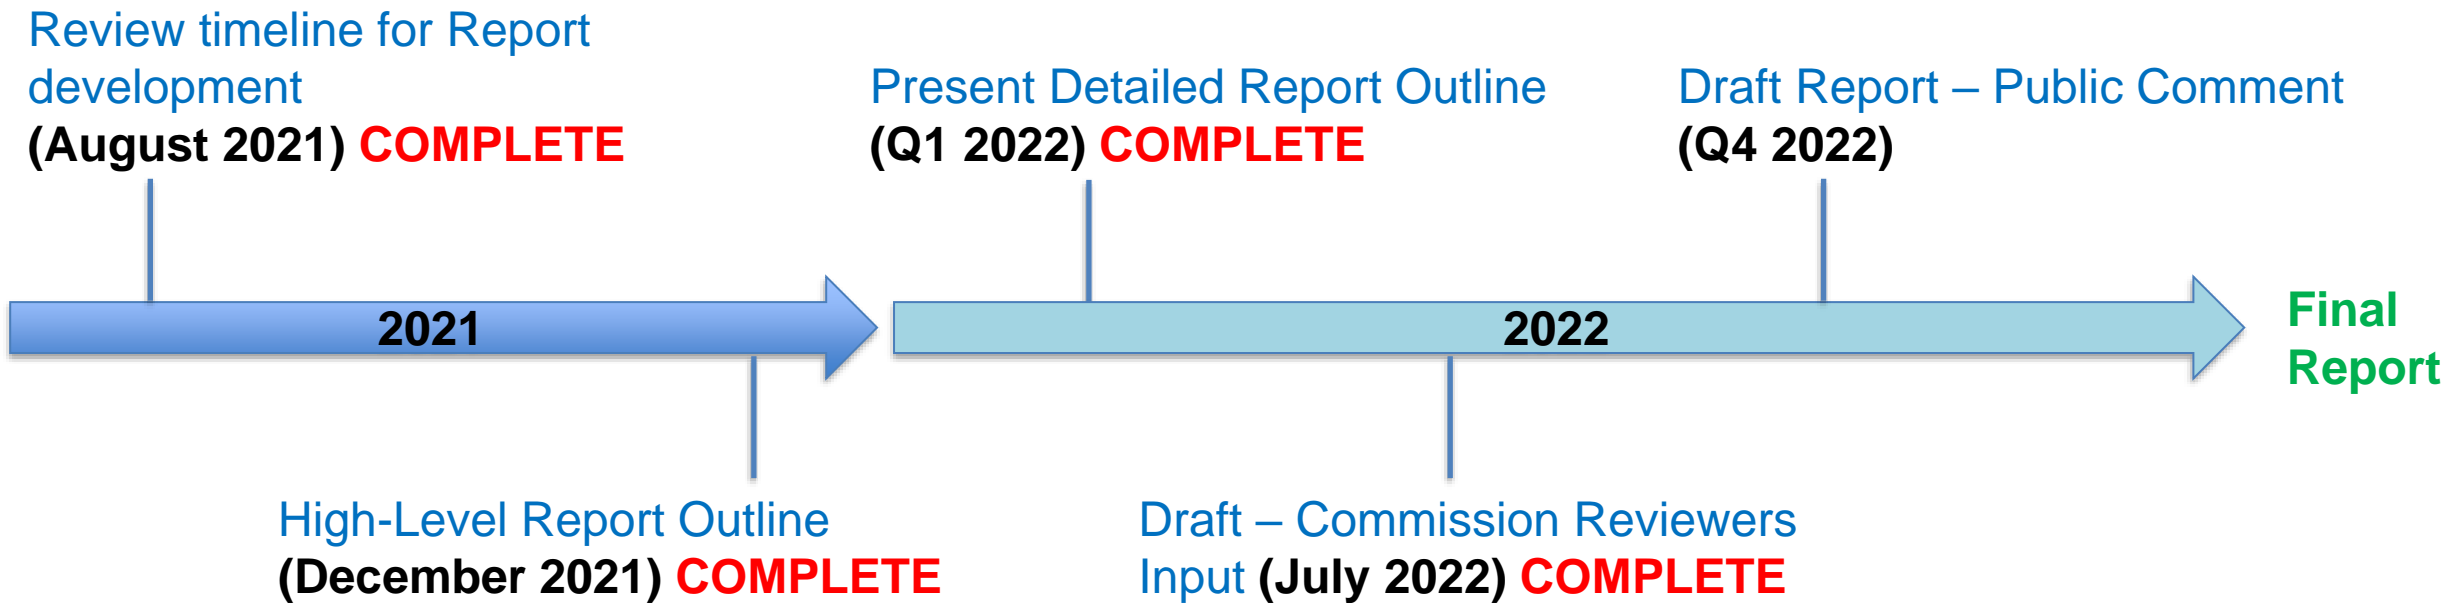 Review timeline for Report
development
(August 2021) COMPLETE
Present Detailed Report Outline
(Q1 2022) COMPLETE
Draft Report – Public Comment
(Q4 2022)
2021
2022
Final
Report
High-Level Report Outline
(December 2021) COMPLETE
Draft – Commission Reviewers
Input (July 2022) COMPLETE